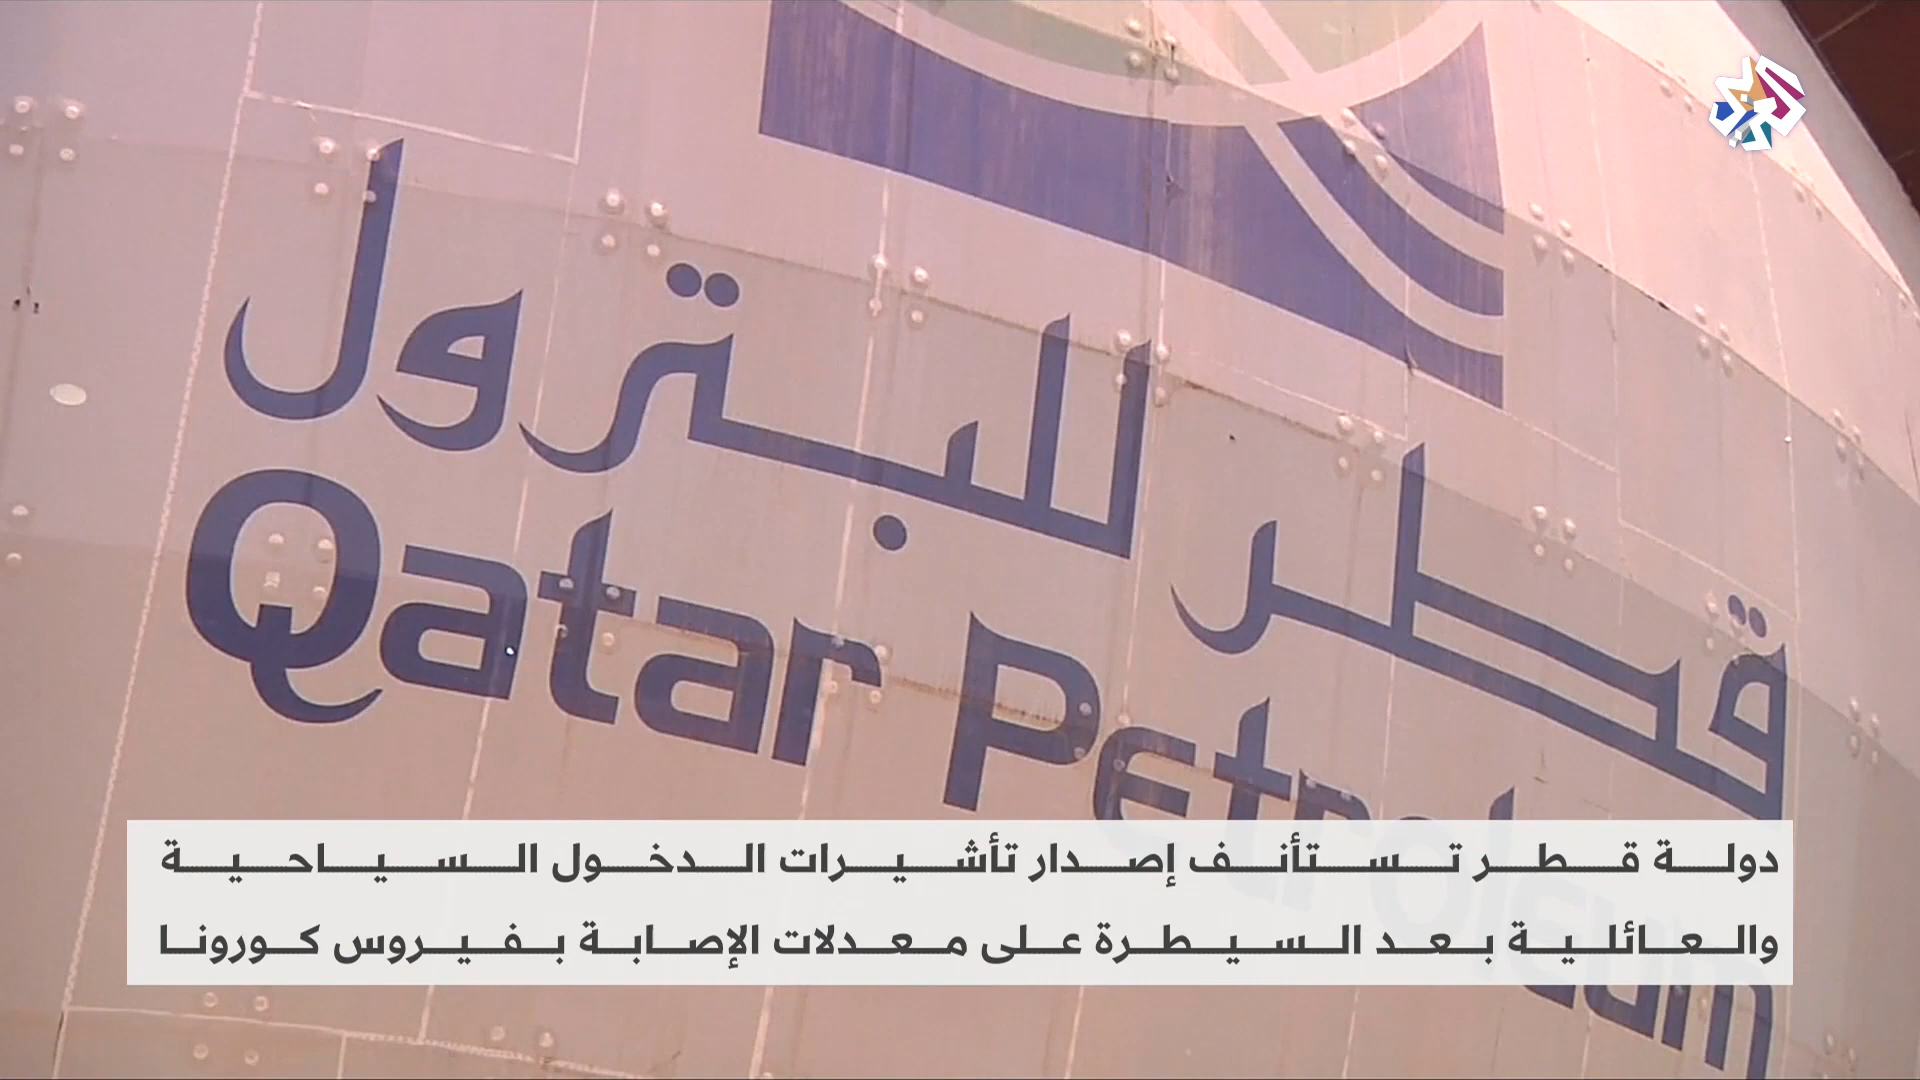 قطر للبترول
Qatar Petroleum
دولة قطر تستأنف إصدار تأشيرات الدخول السياحية
والعائلية بعد السيطرة على معدلات الإصابة بفيروس كورونا